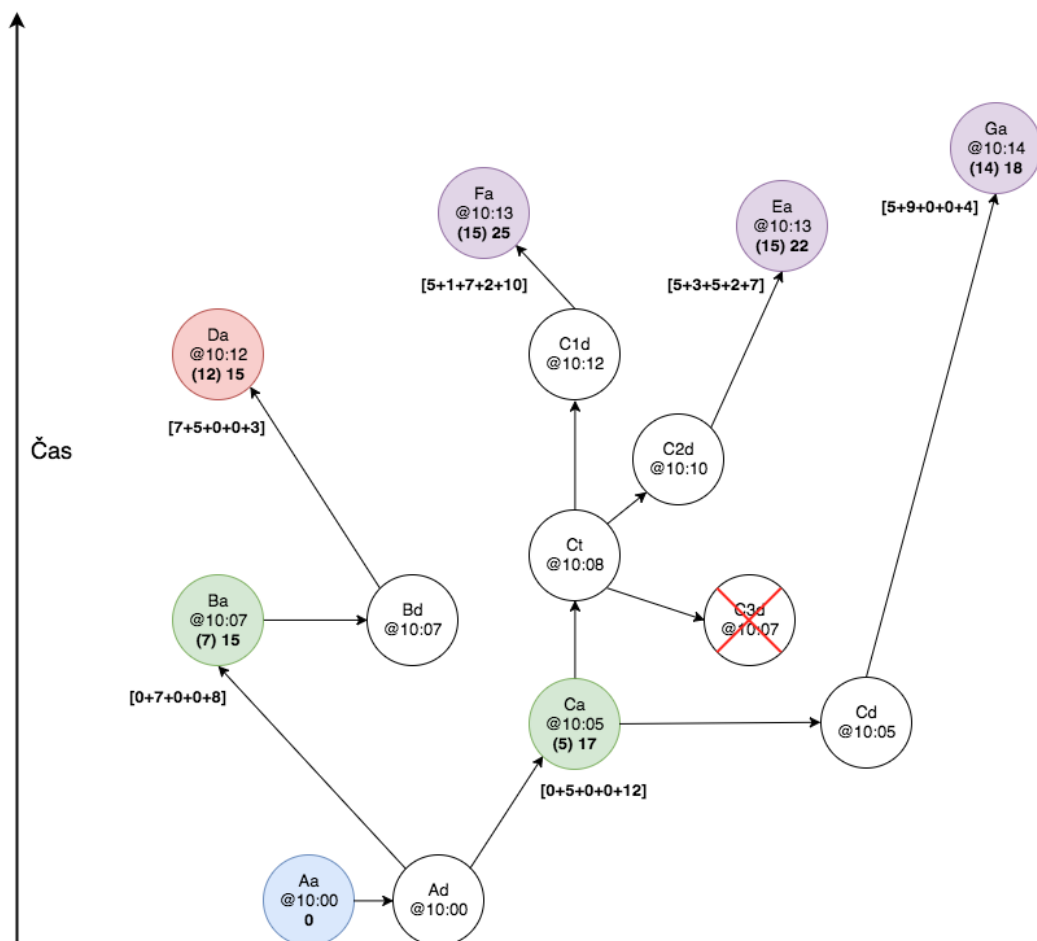 Ga
@10:14
(14) 18
[5+9+0+0+4]
Fa
@10:13
(15) 25
[5+1+7+2+10]
Ea
@10:13
(15) 22
[5+3+5+2+7]
Da
@10:12
(12) 15
[7+5+0+0+3]
C1d
@10:12
Čas
C2d
@10:10
Ct
@10:08
Ba
@10:07
(7) 15
[0+7+0+0+8]
Bd
@10:07
C3d
@10:07
Ca
@10:05
(5) 17
[0+5+0+0+12]
Cd
@10:05
Aa
@10:00
0
Ad
@10:00